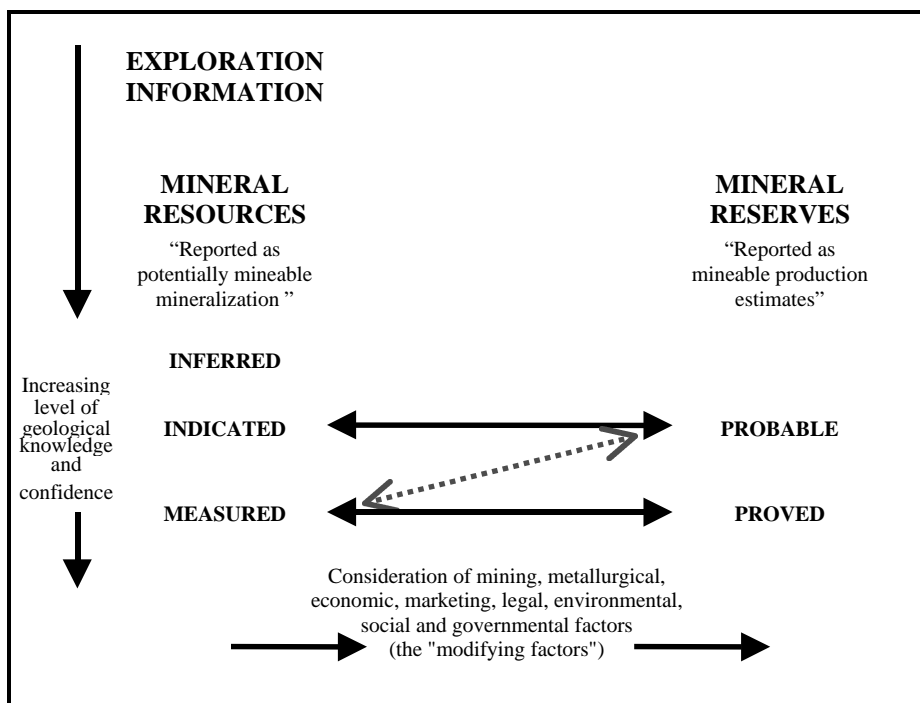 EXPLORATION
INFORMATION
MINERAL
RESOURCES
“Reported as
potentially mineable
mineralization ”
MINERAL
RESERVES
“Reported as
mineable production
estimates”
Increasing
level of
geological
knowledge
and
confidence
INFERRED
INDICATED
PROBABLE
MEASURED
PROVED
Consideration of mining, metallurgical,
economic, marketing, legal, environmental,
social and governmental factors
(the "modifying factors")